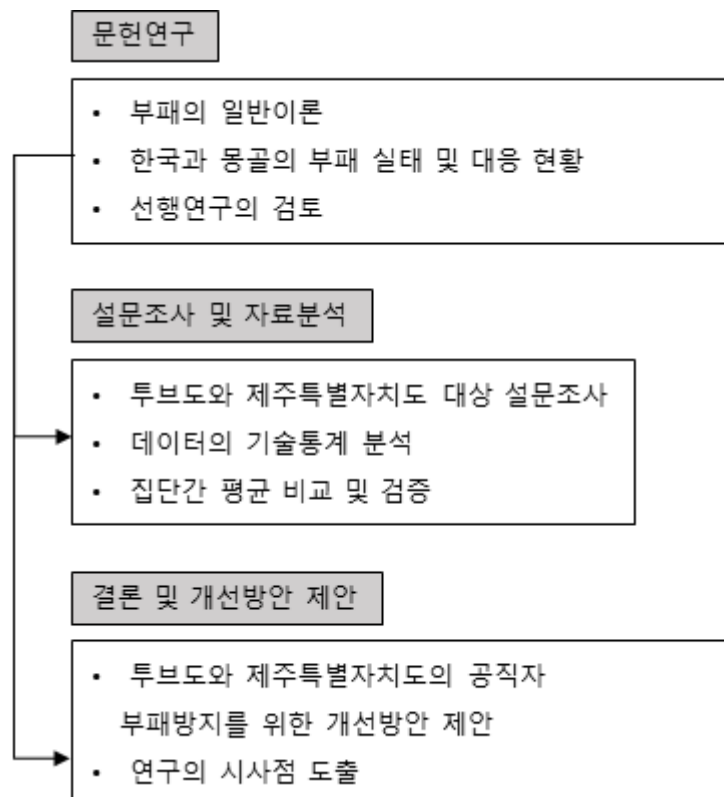 문헌연구
• 부패의 일반이론
• 한국과 몽골의 부패 실태 및 대응 현황
• 선행연구의 검토
설문조사 및 자료분석
• 투브도와 제주특별자치도 대상 설문조사
• 데이터의 기술통계 분석
• 집단간 평균 비교 및 검증
결론 및 개선방안 제안
• 투브도와 제주특별자치도의 공직자
부패방지를 위한 개선방안 제안
• 연구의 시사점 도출